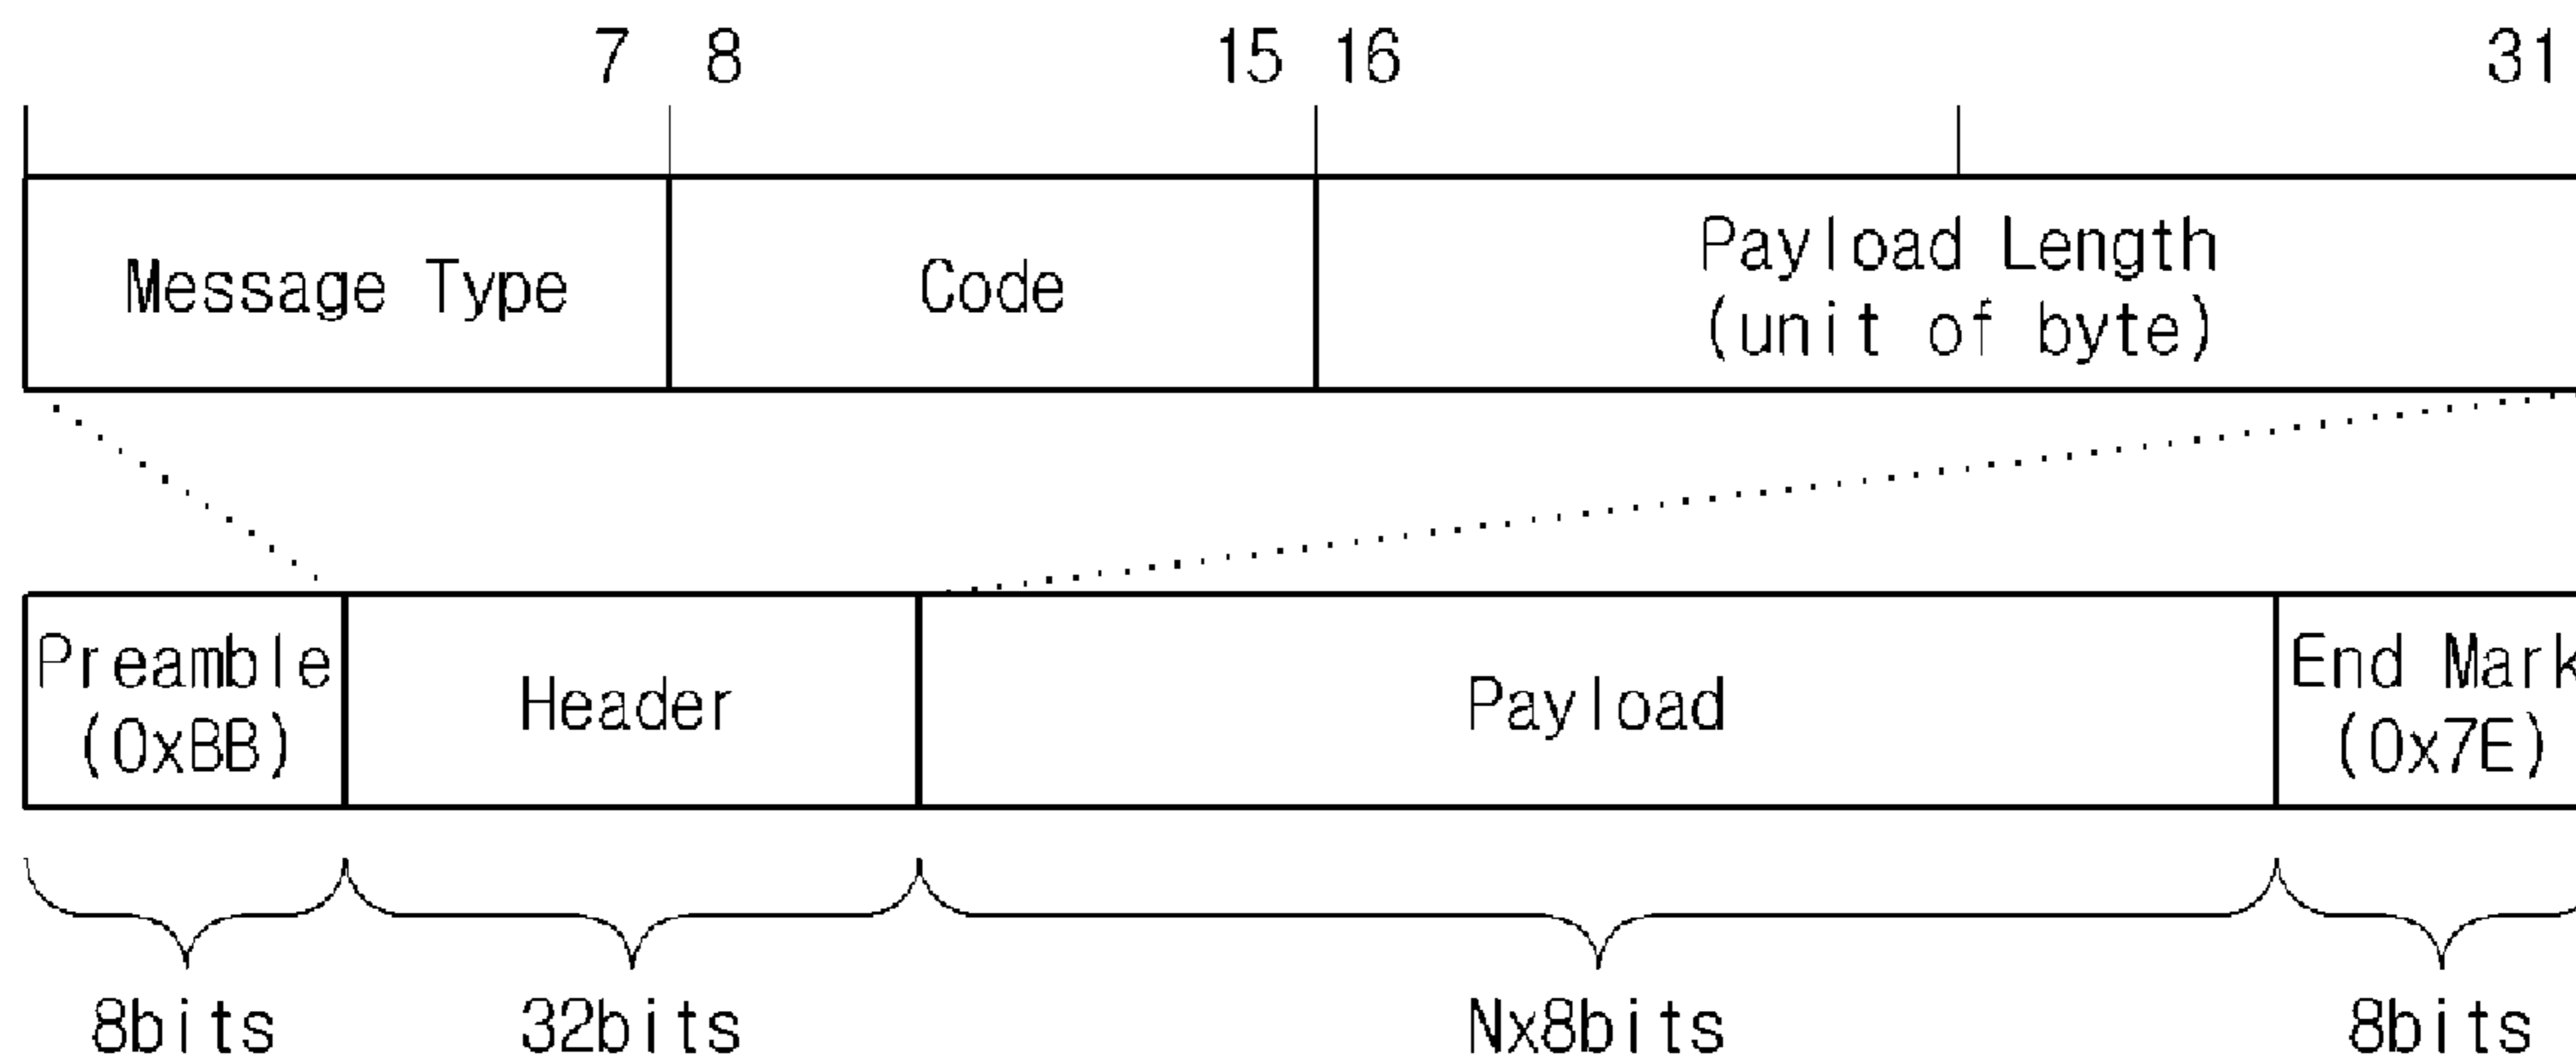 7 8 15 16 31
Message Type Code Payload Length
(unit of byte)
Preamble
(0xBB)
Header
Payload
End Mark
(0x7E)
8bits 32bits Nx8bits 8bits